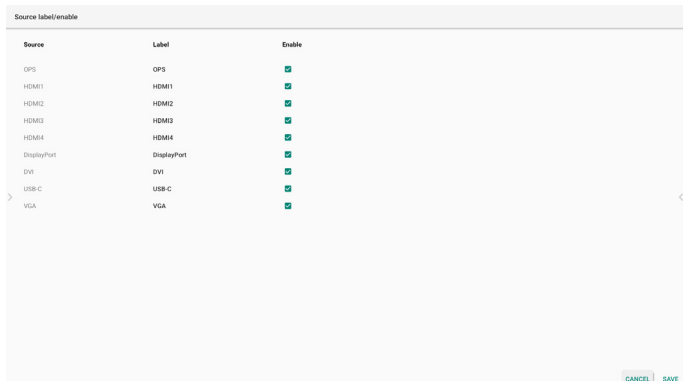 Source label/enable
Source Label Enable
OPS OPS
HDMI1 HDMI1
HDMI2 HDMI2
HDMI3 HDMI3
HDMI4 HDMI4
DisplayPort DisplayPort
DVI DVI
USB-C USB-C
VGA VGA
CANCEL SAVE